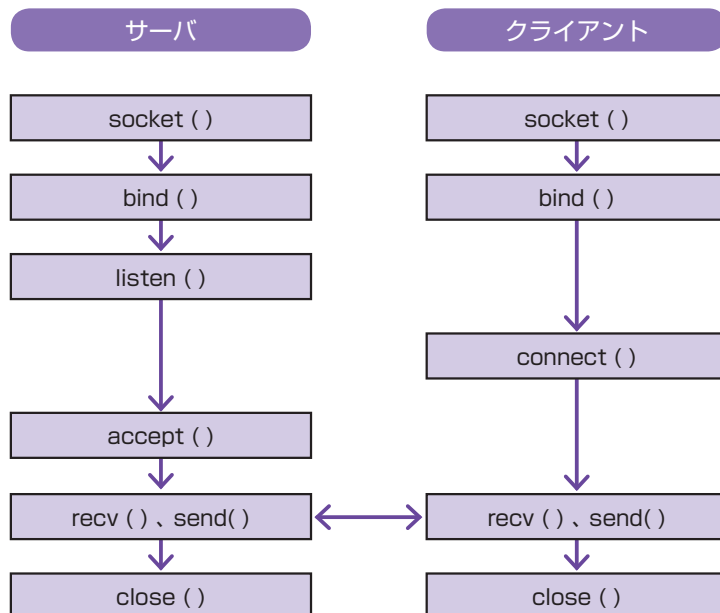 サーバ
socket ( )
bind ( )
listen ( )
accept ( )
recv ( ) 、send( )
close ( )
クライアント
socket ( )
bind ( )
connect ( )
recv ( ) 、send( )
close ( )